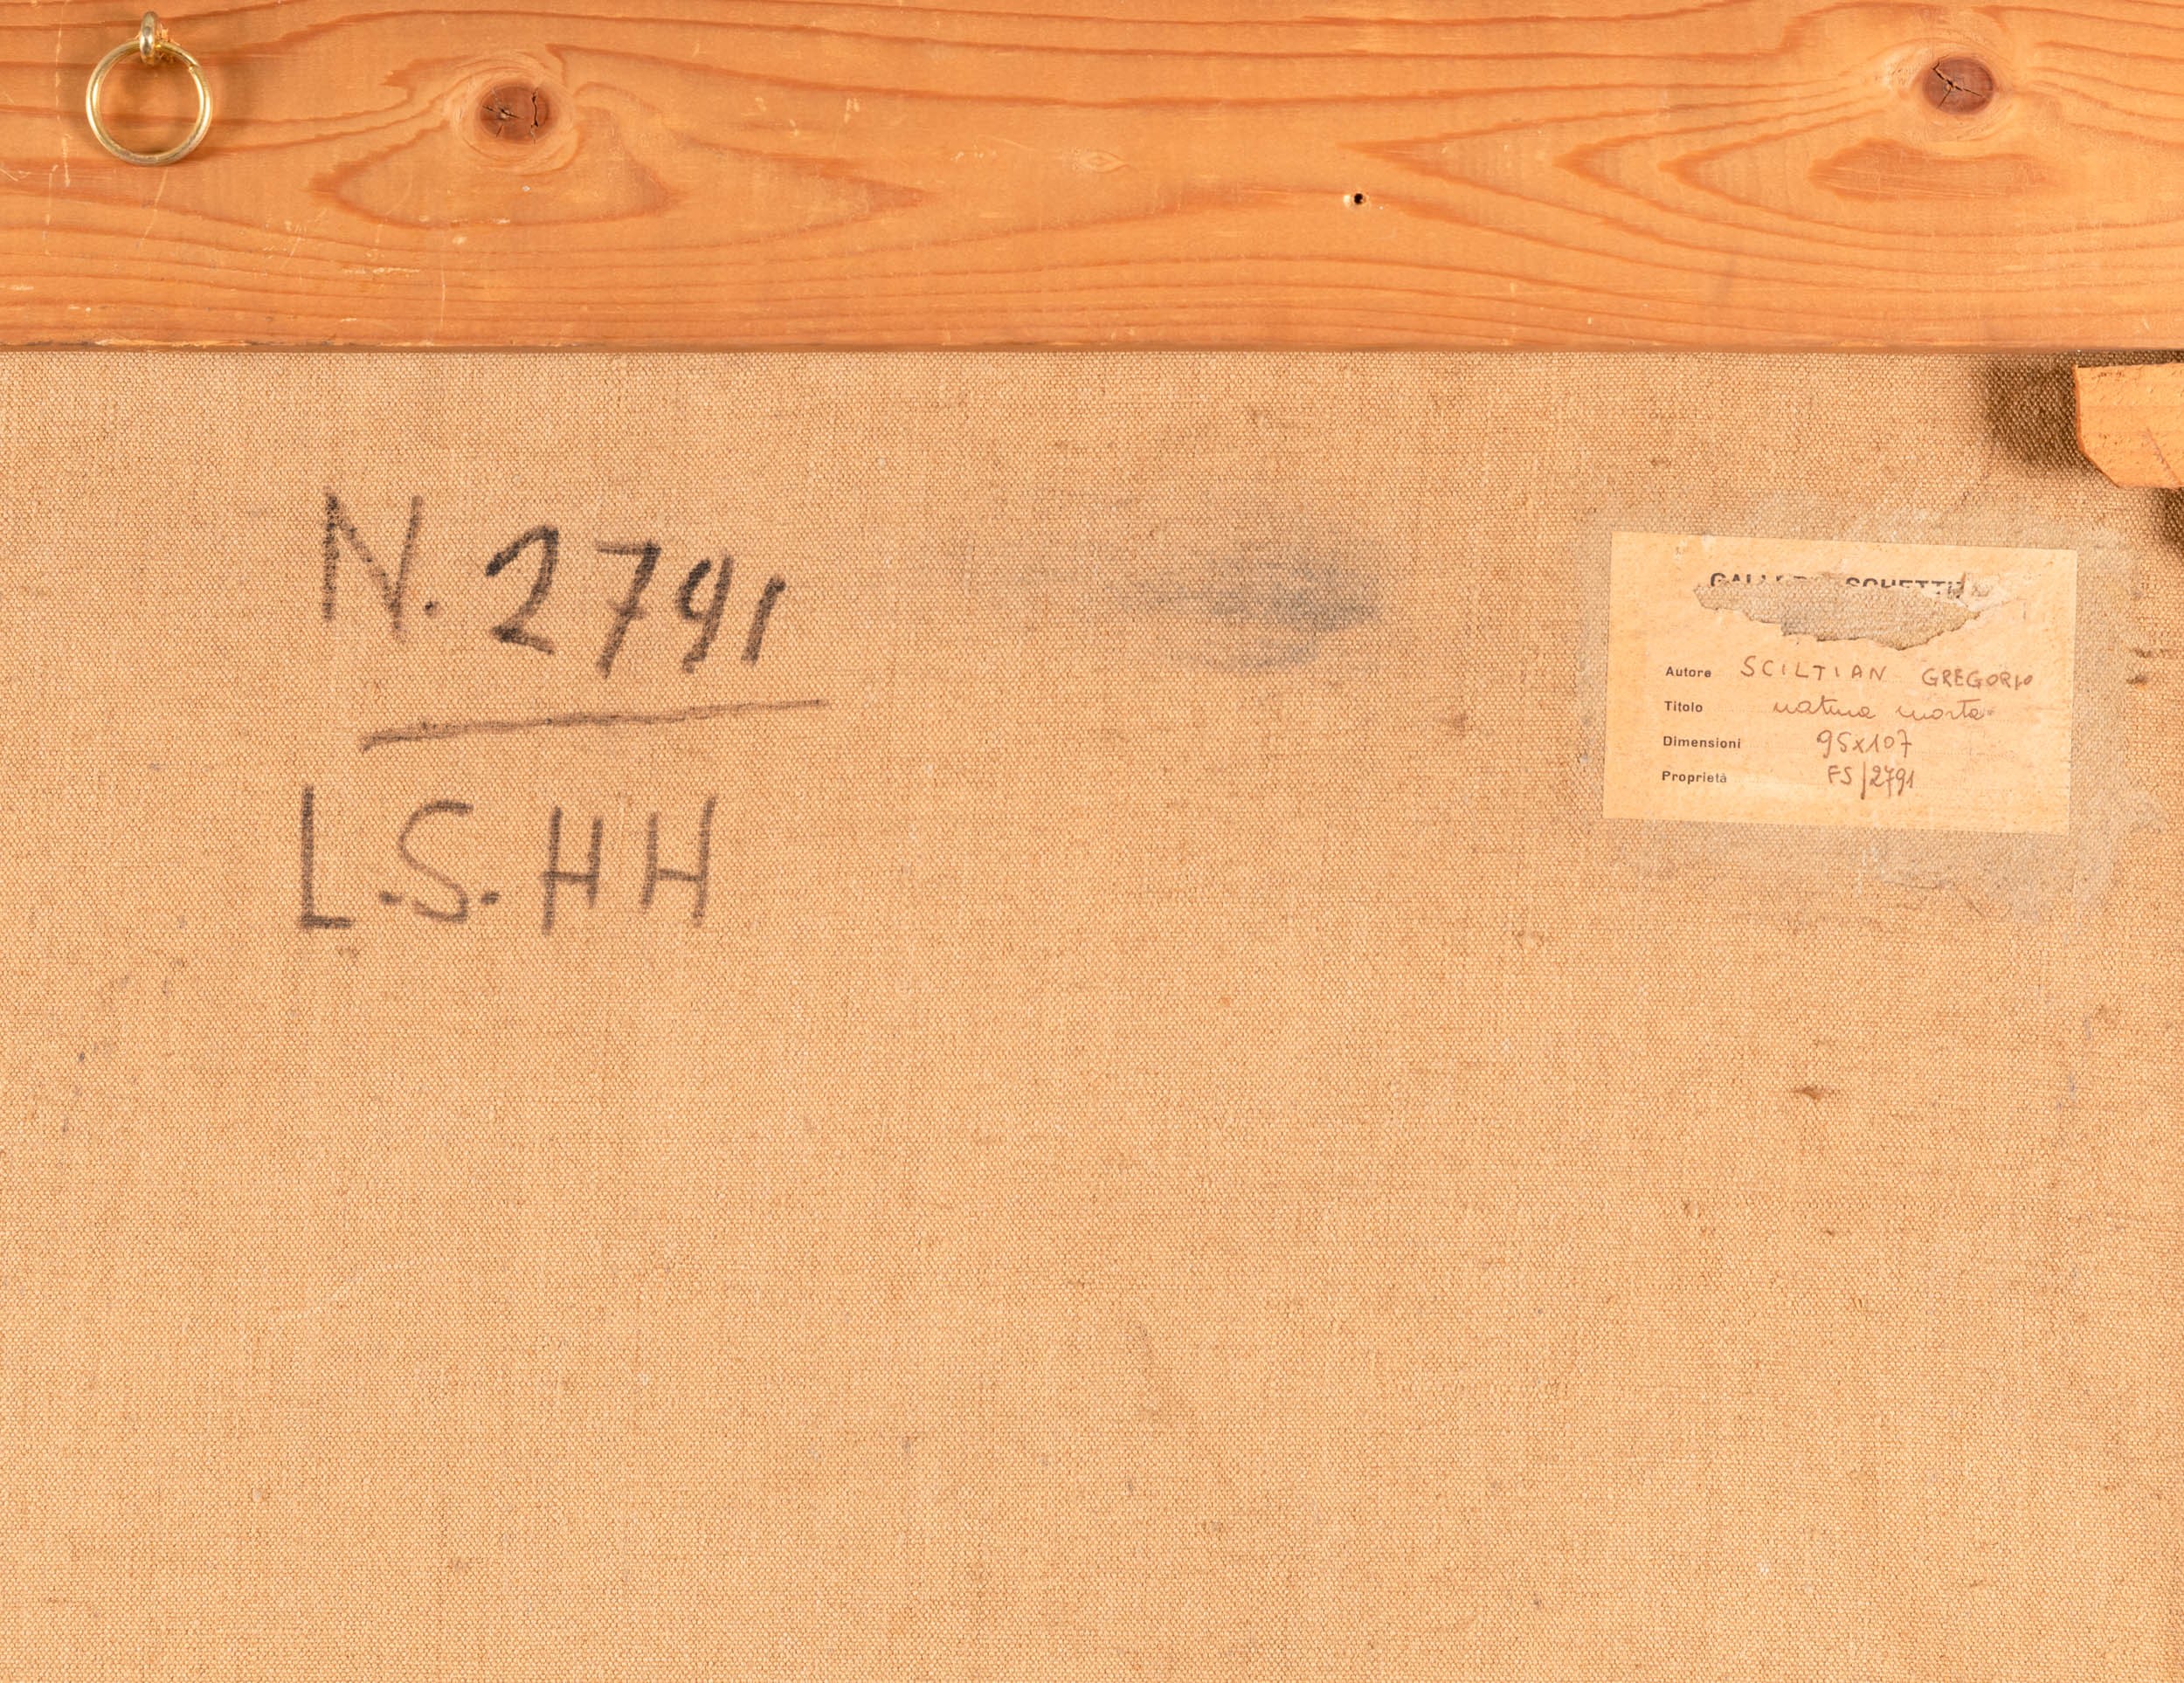 N. 2791
L.S.HH
Autore SCILTIAN GREGORIO
Titolo natura morta
Dimensioni 95x107
Proprietà FS/2791